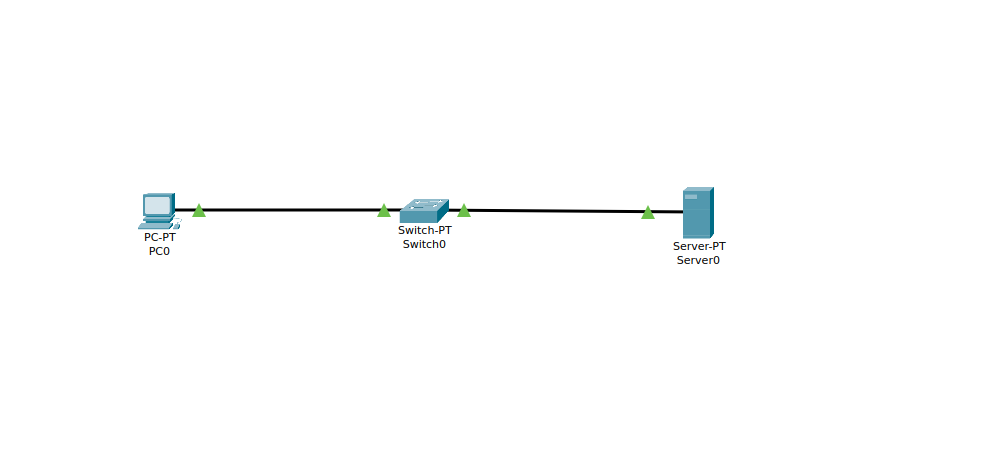 PC-PT
PC0
Switch-PT
Switch0
Server-PT
Server0